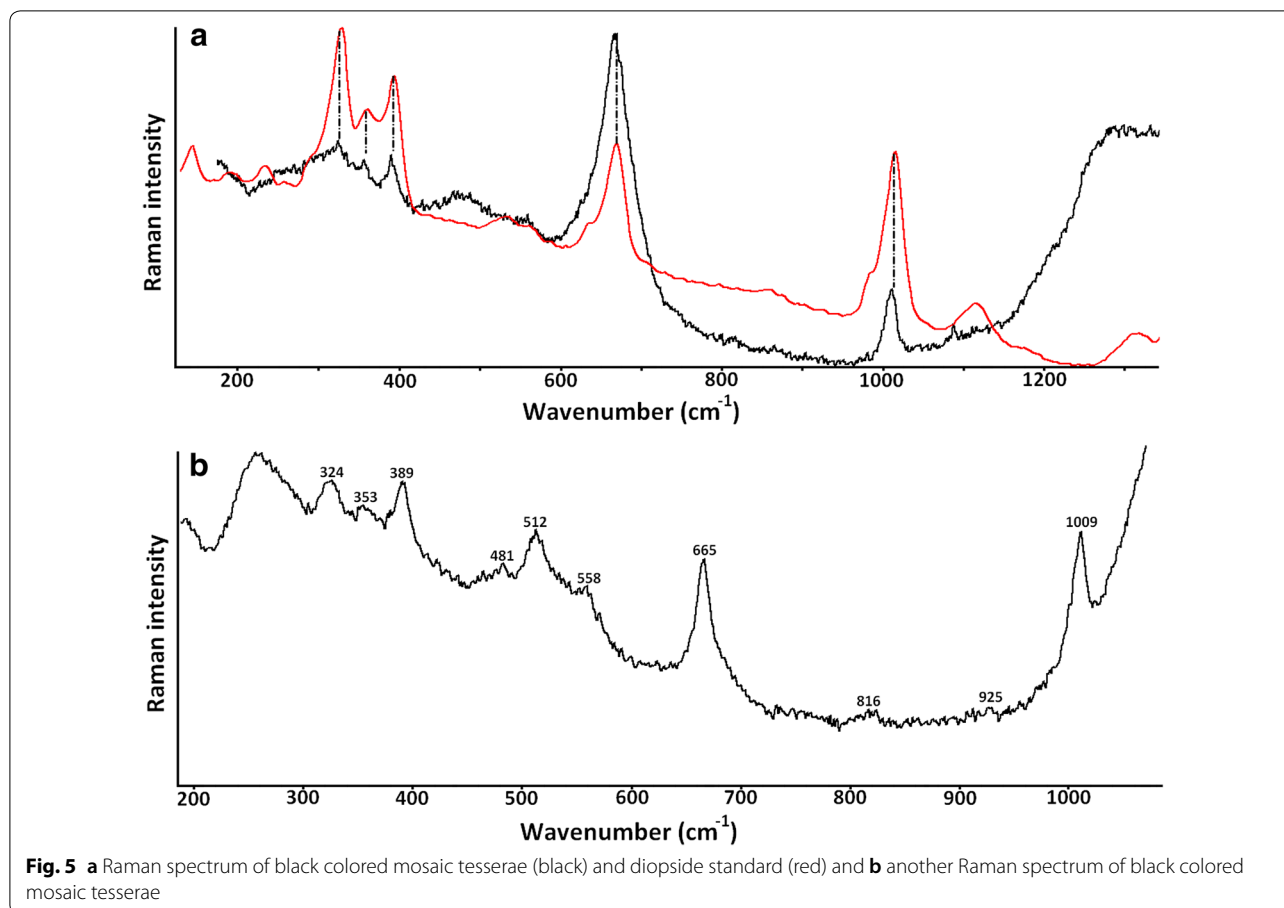 a
Raman intensity
200 400 600 800 1000 1200
Wavenumber (cm⁻¹)
b
324 353 389 481 512 558 665 816 925 1009
Raman intensity
200 300 400 500 600 700 800 900 1000
Wavenumber (cm⁻¹)
Fig. 5 a Raman spectrum of black colored mosaic tesserae (black) and diopside standard (red) and b another Raman spectrum of black colored
mosaic tesserae